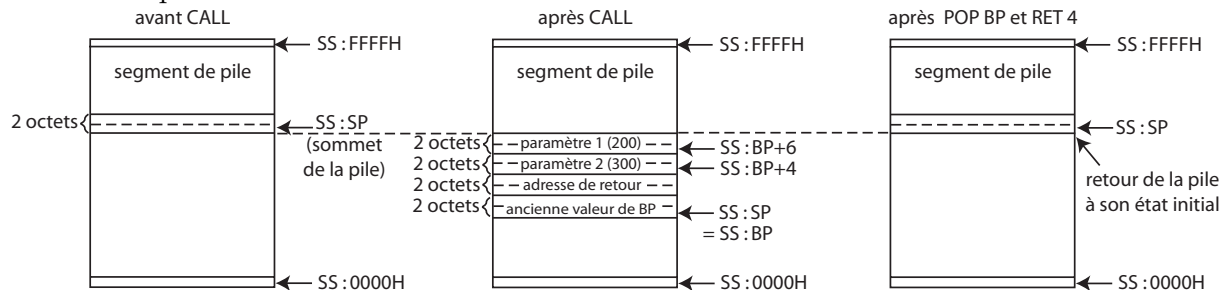 avant CALL
SS:FFFFH
segment de pile
2 octets
SS:SP
(sommet
de la pile)
SS:0000H
après CALL
SS:FFFFH
segment de pile
2 octets
paramètre 1 (200)
SS:BP+6
2 octets
paramètre 2 (300)
SS:BP+4
2 octets
adresse de retour
2 octets
ancienne valeur de BP
SS:SP
= SS:BP
SS:0000H
après POP BP et RET 4
SS:FFFFH
segment de pile
SS:SP
retour de la pile
à son état initial
SS:0000H